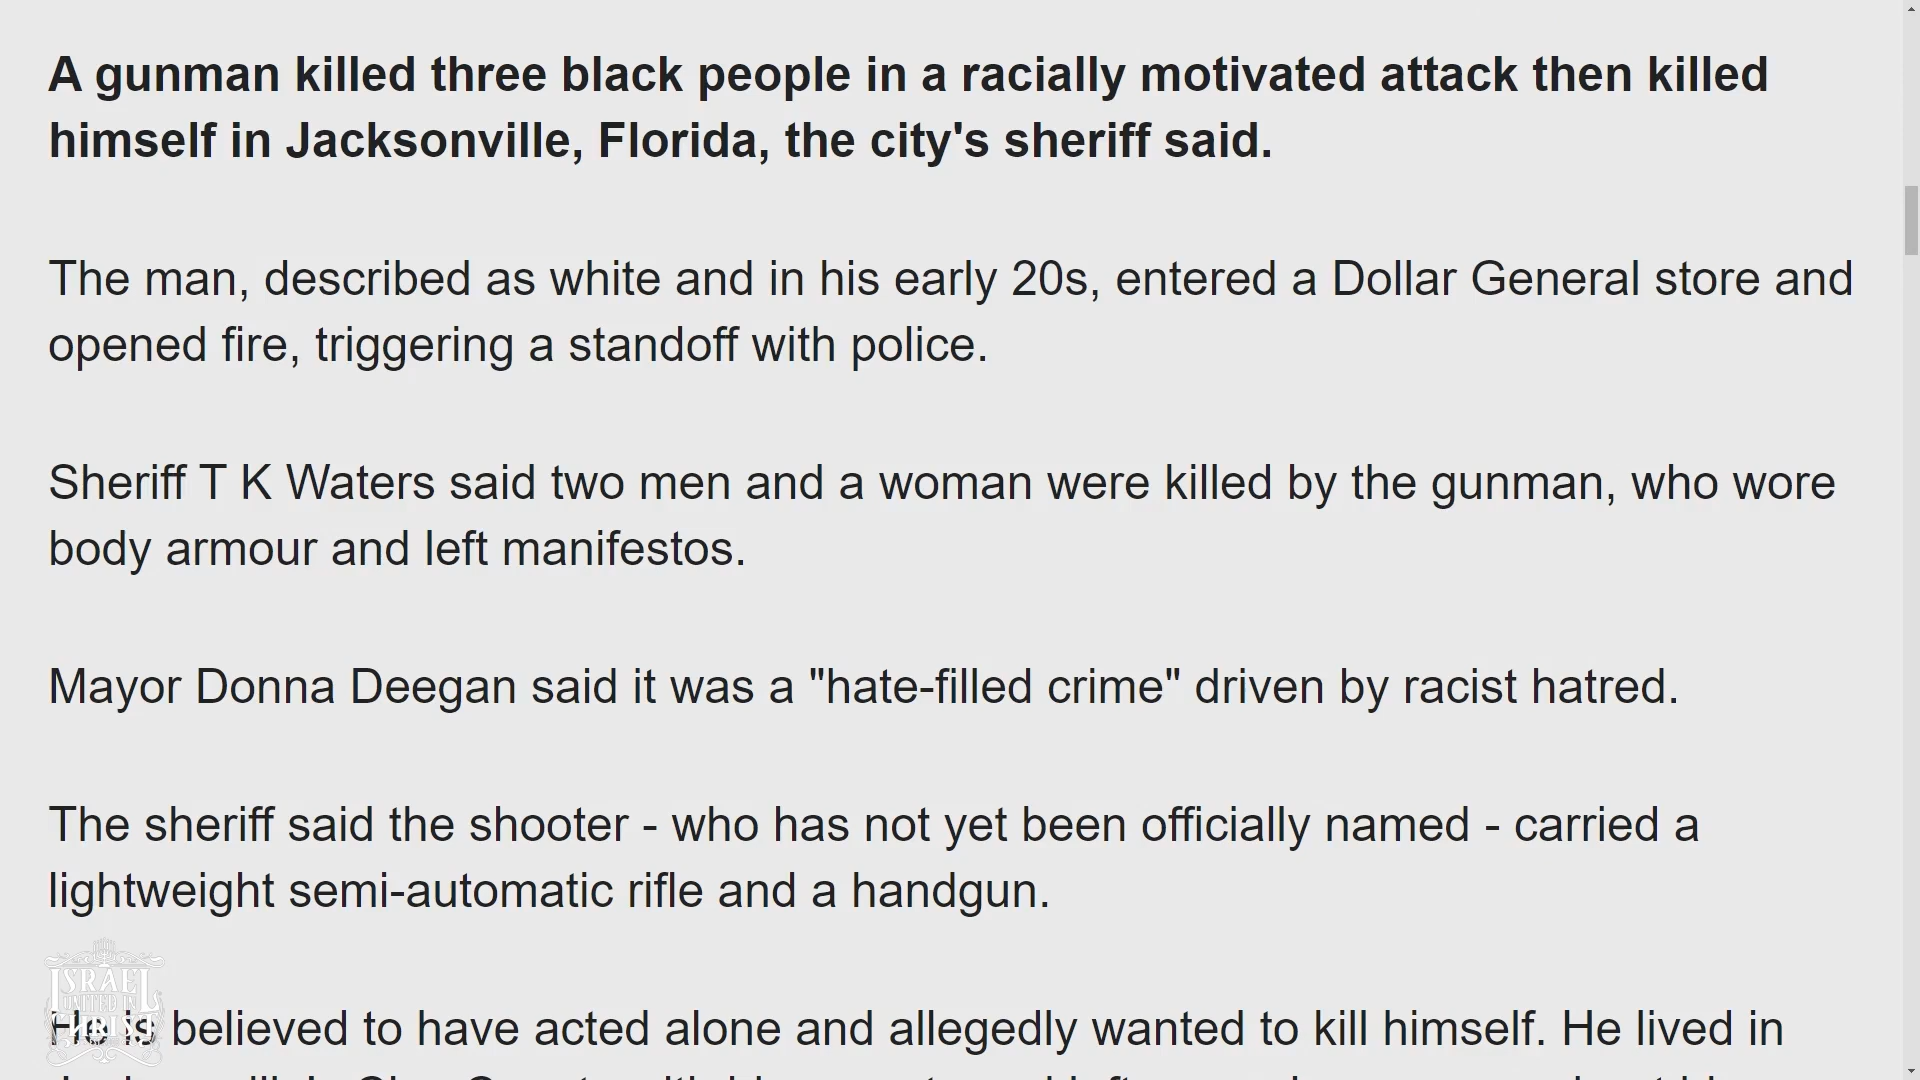 A gunman killed three black people in a racially motivated attack then killed
himself in Jacksonville, Florida, the city's sheriff said.
The man, described as white and in his early 20s, entered a Dollar General store and
opened fire, triggering a standoff with police.
Sheriff T K Waters said two men and a woman were killed by the gunman, who wore
body armour and left manifestos.
Mayor Donna Deegan said it was a "hate-filled crime" driven by racist hatred.
The sheriff said the shooter - who has not yet been officially named - carried a
lightweight semi-automatic rifle and a handgun.
ISRAEL
UNITED IN
CHRIST
He is believed to have acted alone and allegedly wanted to kill himself. He lived in